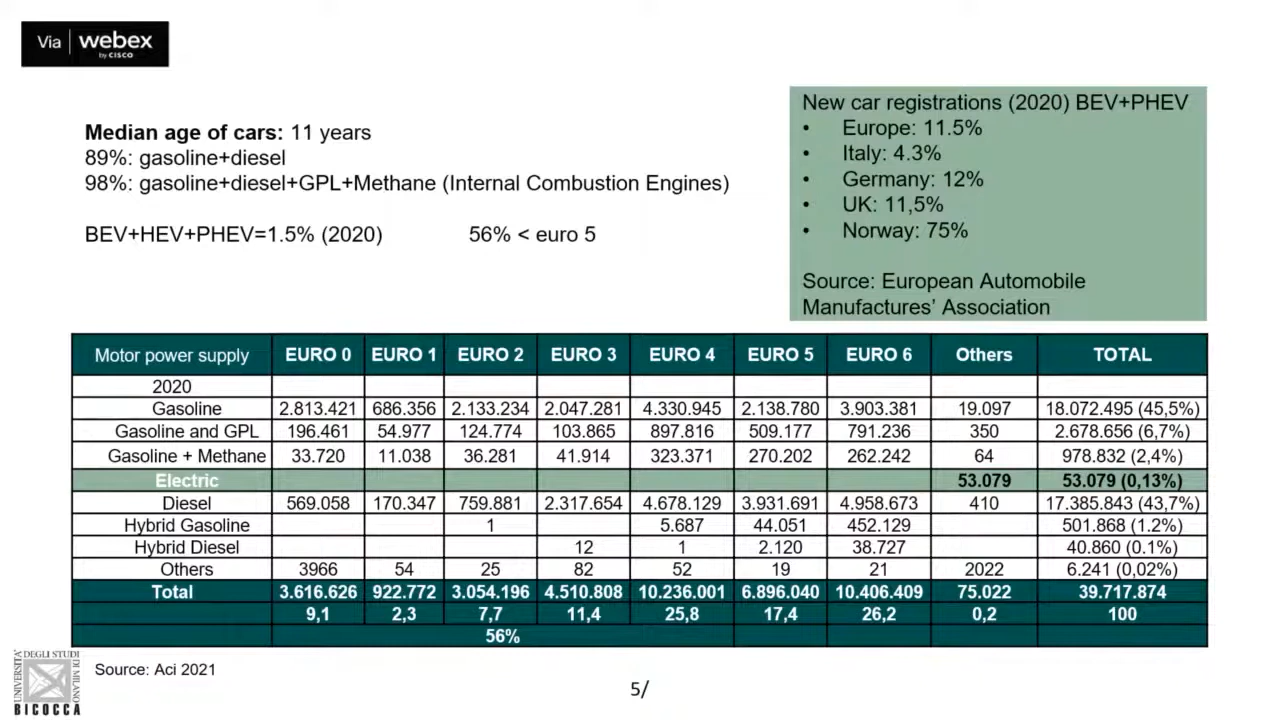 Via webex
by CISCO
Median age of cars: 11 years
89%: gasoline+diesel
98%: gasoline+diesel+GPL+Methane (Internal Combustion Engines)
BEV+HEV+PHEV=1.5% (2020) 56% < euro 5
New car registrations (2020) BEV+PHEV
• Europe: 11.5%
• Italy: 4.3%
• Germany: 12%
• UK: 11,5%
• Norway: 75%
Source: European Automobile
Manufactures’ Association
Motor power supply EURO 0 EURO 1 EURO 2 EURO 3 EURO 4 EURO 5 EURO 6 Others TOTAL
2020
Gasoline 2.813.421 686.356 2.133.234 2.047.281 4.330.945 2.138.780 3.903.381 19.097 18.072.495 (45,5%)
Gasoline and GPL 196.461 54.977 124.774 103.865 897.816 509.177 791.236 350 2.678.656 (6,7%)
Gasoline + Methane 33.720 11.038 36.281 41.914 323.371 270.202 262.242 64 978.832 (2,4%)
Electric 53.079 53.079 (0,13%)
Diesel 569.058 170.347 759.881 2.317.654 4.678.129 3.931.691 4.958.673 410 17.385.843 (43,7%)
Hybrid Gasoline 1 5.687 44.051 452.129 501.868 (1.2%)
Hybrid Diesel 12 1 2.120 38.727 40.860 (0.1%)
Others 3966 54 25 82 52 19 21 2022 6.241 (0,02%)
Total 3.616.626 922.772 3.054.196 4.510.808 10.236.001 6.896.040 10.406.409 75.022 39.717.874
9,1 2,3 7,7 11,4 25,8 17,4 26,2 0,2 100
56%
UNIVERSITA' DEGLI STUDI DI MILANO
BICOCCA
Source: Aci 2021
5/